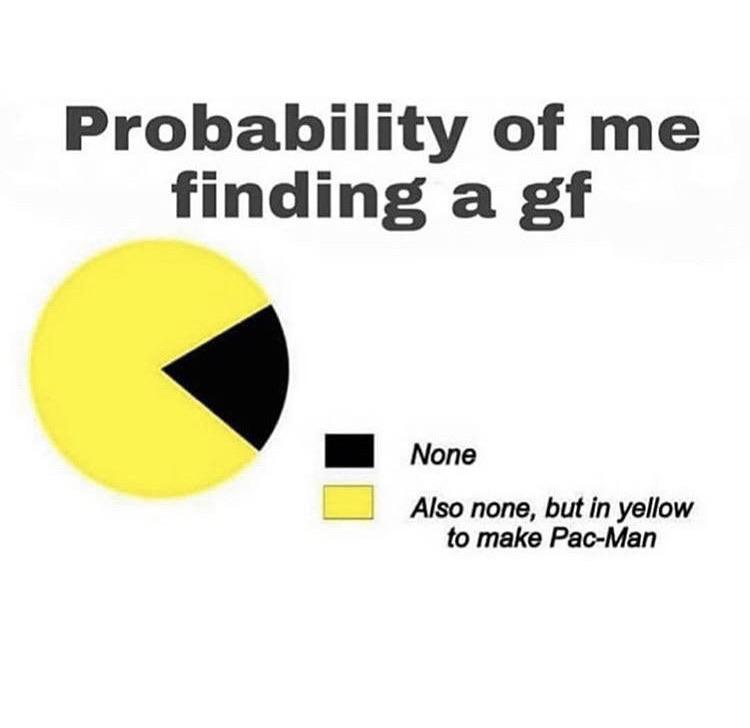 Probability of me
finding a gf
None
Also none, but in yellow
to make Pac-Man